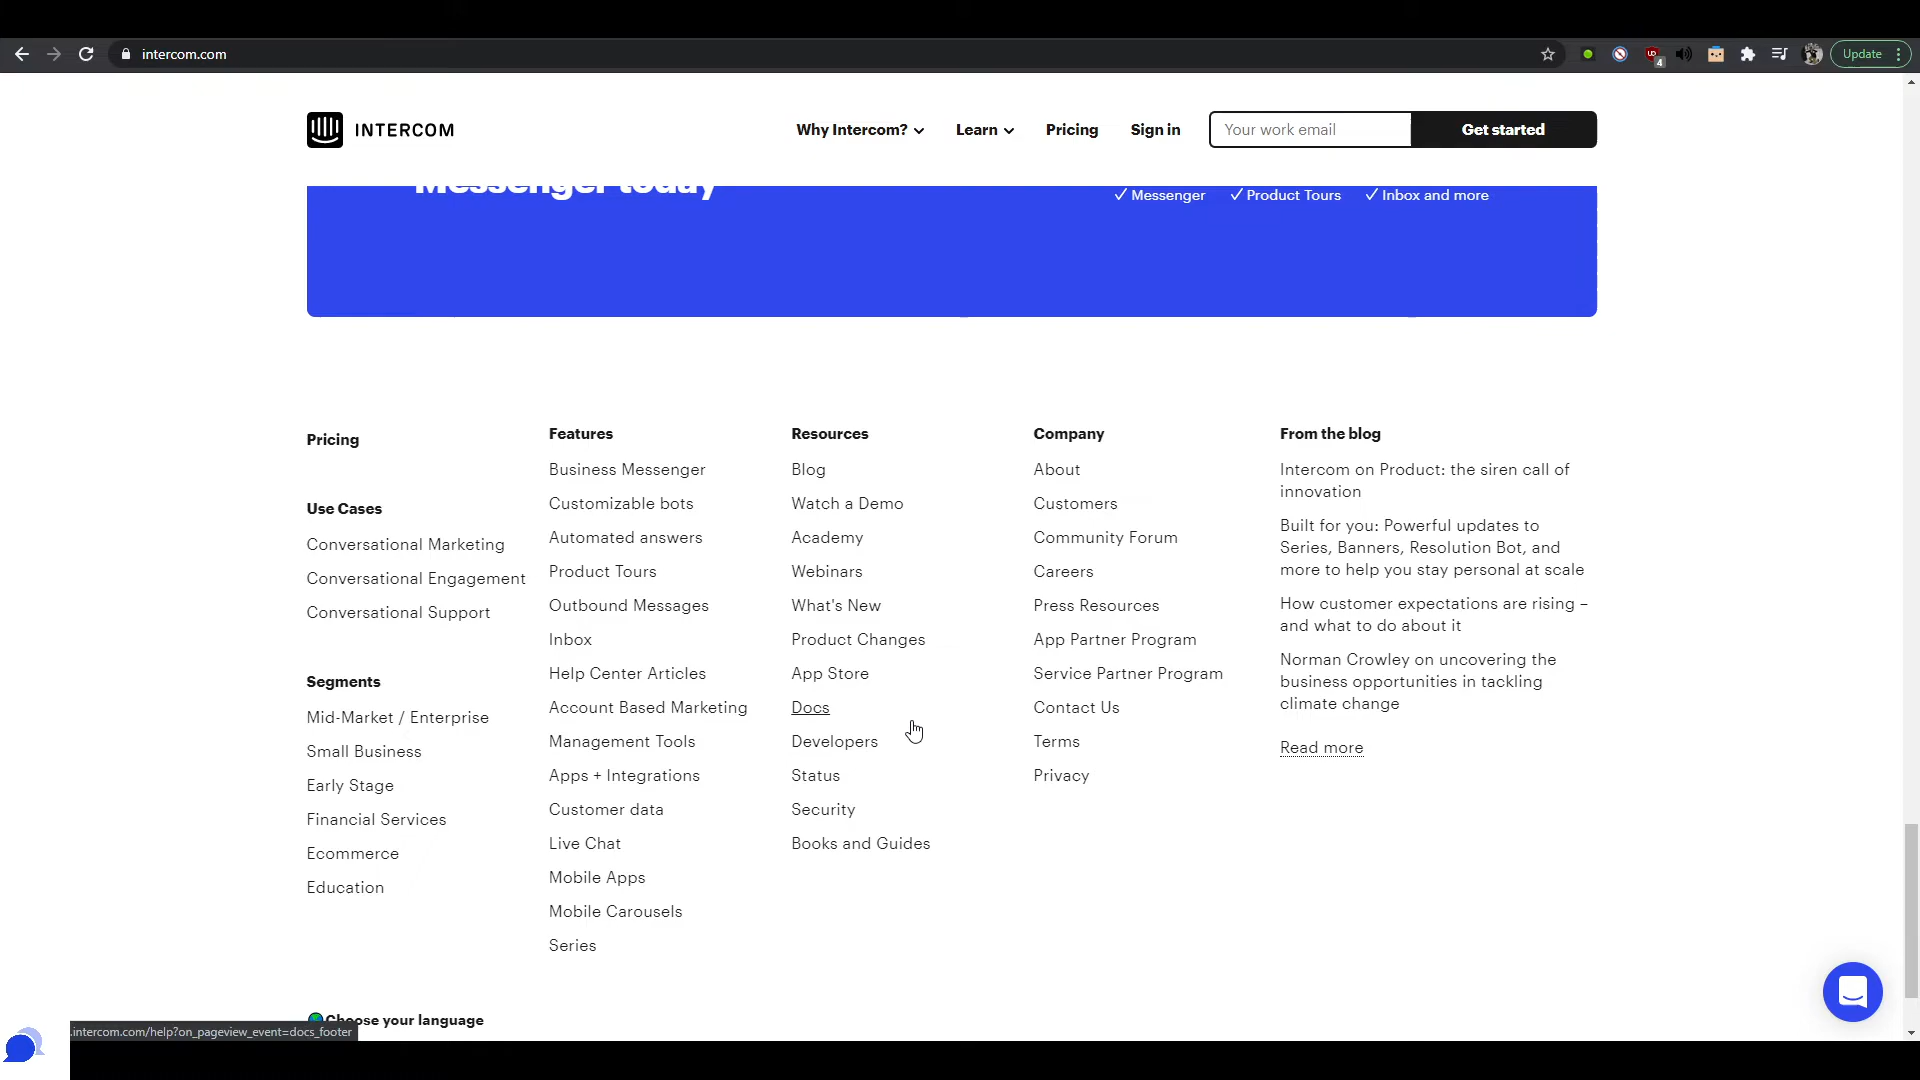 intercom.com
4
Update
INTERCOM
Why Intercom?
Learn
Pricing
Sign in
Your work email
Get started
Messenger today
✓ Messenger
✓ Product Tours
✓ Inbox and more
Pricing
Use Cases
Conversational Marketing
Conversational Engagement
Conversational Support
Segments
Mid-Market / Enterprise
Small Business
Early Stage
Financial Services
Ecommerce
Education
Features
Business Messenger
Customizable bots
Automated answers
Product Tours
Outbound Messages
Inbox
Help Center Articles
Account Based Marketing
Management Tools
Apps + Integrations
Customer data
Live Chat
Mobile Apps
Mobile Carousels
Series
Resources
Blog
Watch a Demo
Academy
Webinars
What's New
Product Changes
App Store
Docs
Developers
Status
Security
Books and Guides
Company
About
Customers
Community Forum
Careers
Press Resources
App Partner Program
Service Partner Program
Contact Us
Terms
Privacy
From the blog
Intercom on Product: the siren call of
innovation
Built for you: Powerful updates to
Series, Banners, Resolution Bot, and
more to help you stay personal at scale
How customer expectations are rising –
and what to do about it
Norman Crowley on uncovering the
business opportunities in tackling
climate change
Read more
Choose your language
.intercom.com/help?on_pageview_event=docs_footer